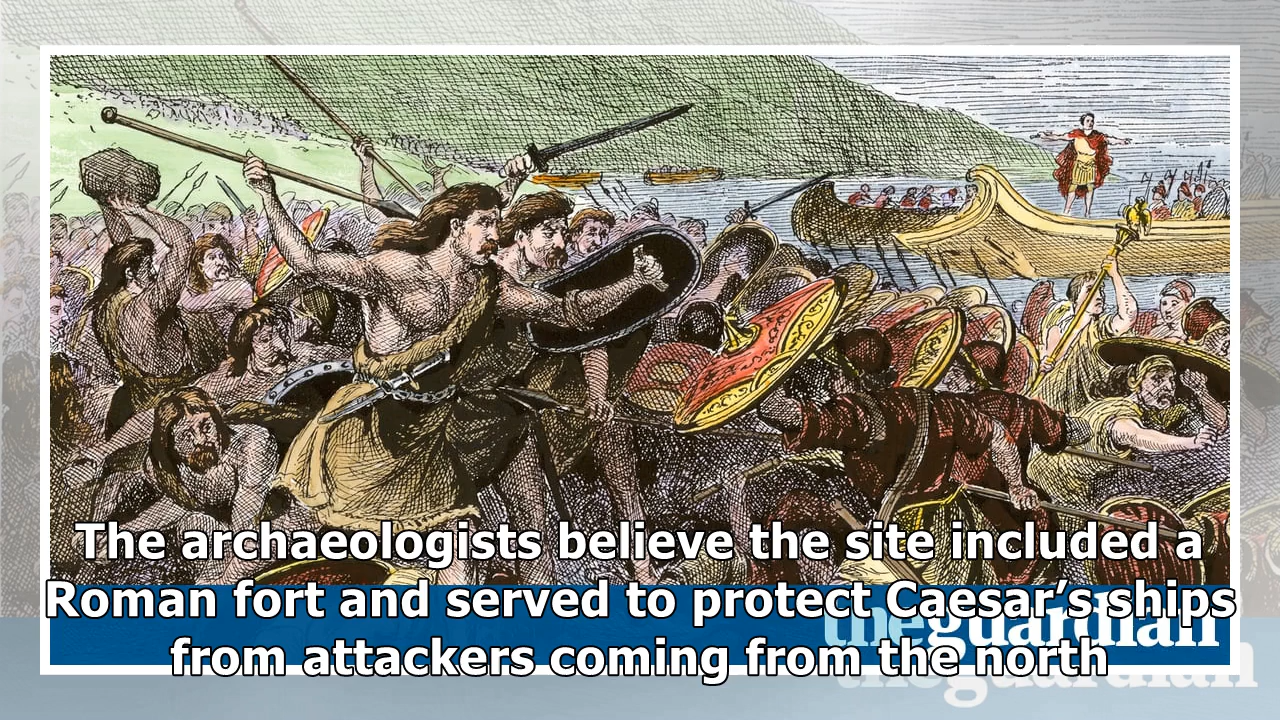 The archaeologists believe the site included a
Roman fort and served to protect Caesar’s ships
from attackers coming from the north
theguardian
theguardian